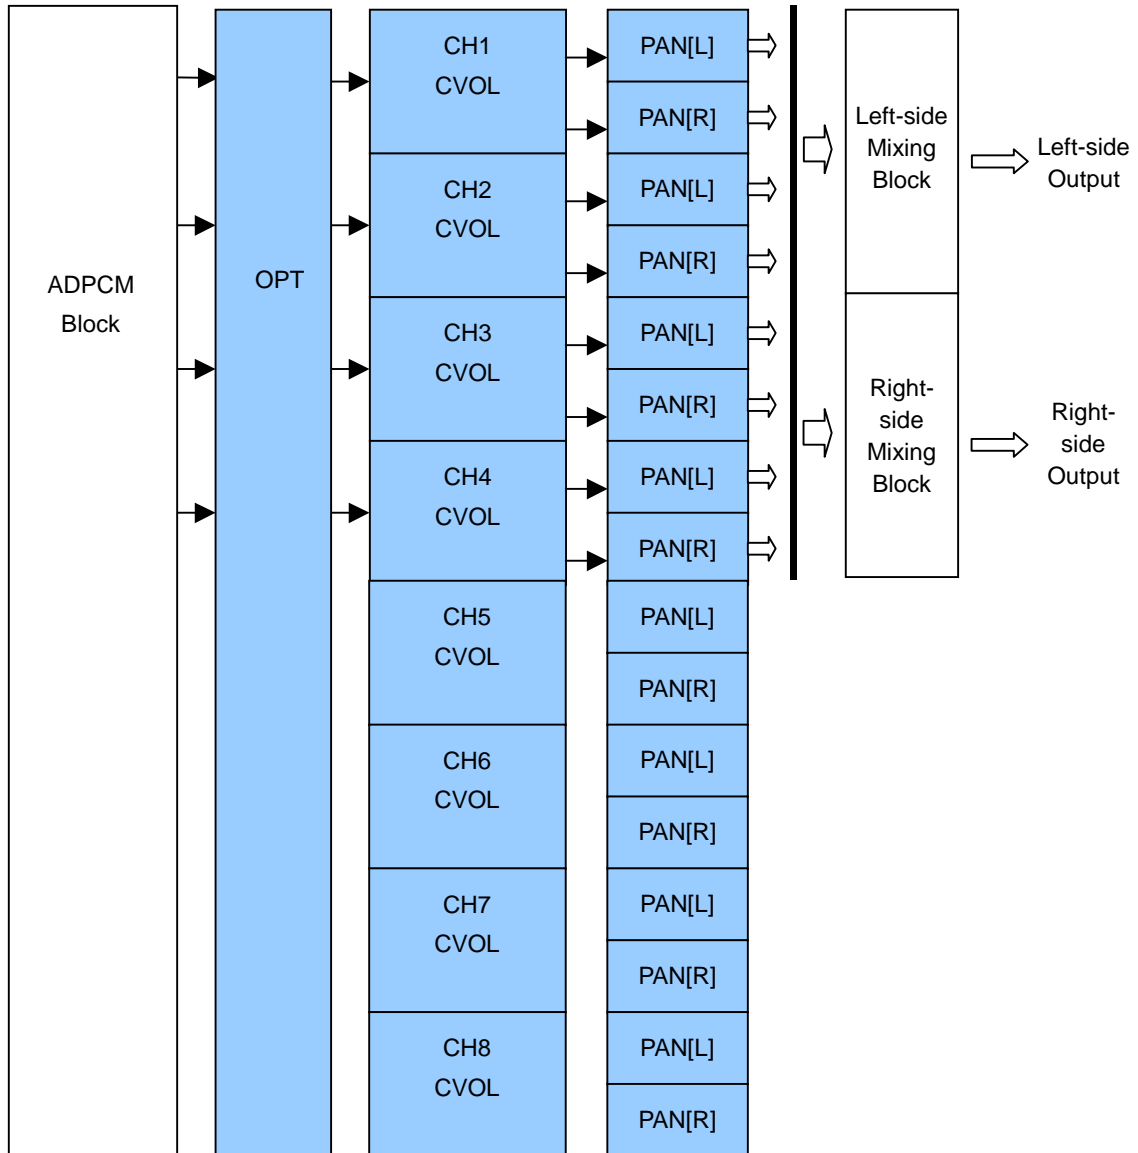 ADPCM
Block
OPT
CH1
CVOL
CH2
CVOL
CH3
CVOL
CH4
CVOL
CH5
CVOL
CH6
CVOL
CH7
CVOL
CH8
CVOL
PAN[L]
PAN[R]
PAN[L]
PAN[R]
PAN[L]
PAN[R]
PAN[L]
PAN[R]
PAN[L]
PAN[R]
PAN[L]
PAN[R]
PAN[L]
PAN[R]
PAN[L]
PAN[R]
Left-side
Mixing
Block
Right-
side
Mixing
Block
Left-side
Output
Right-
side
Output